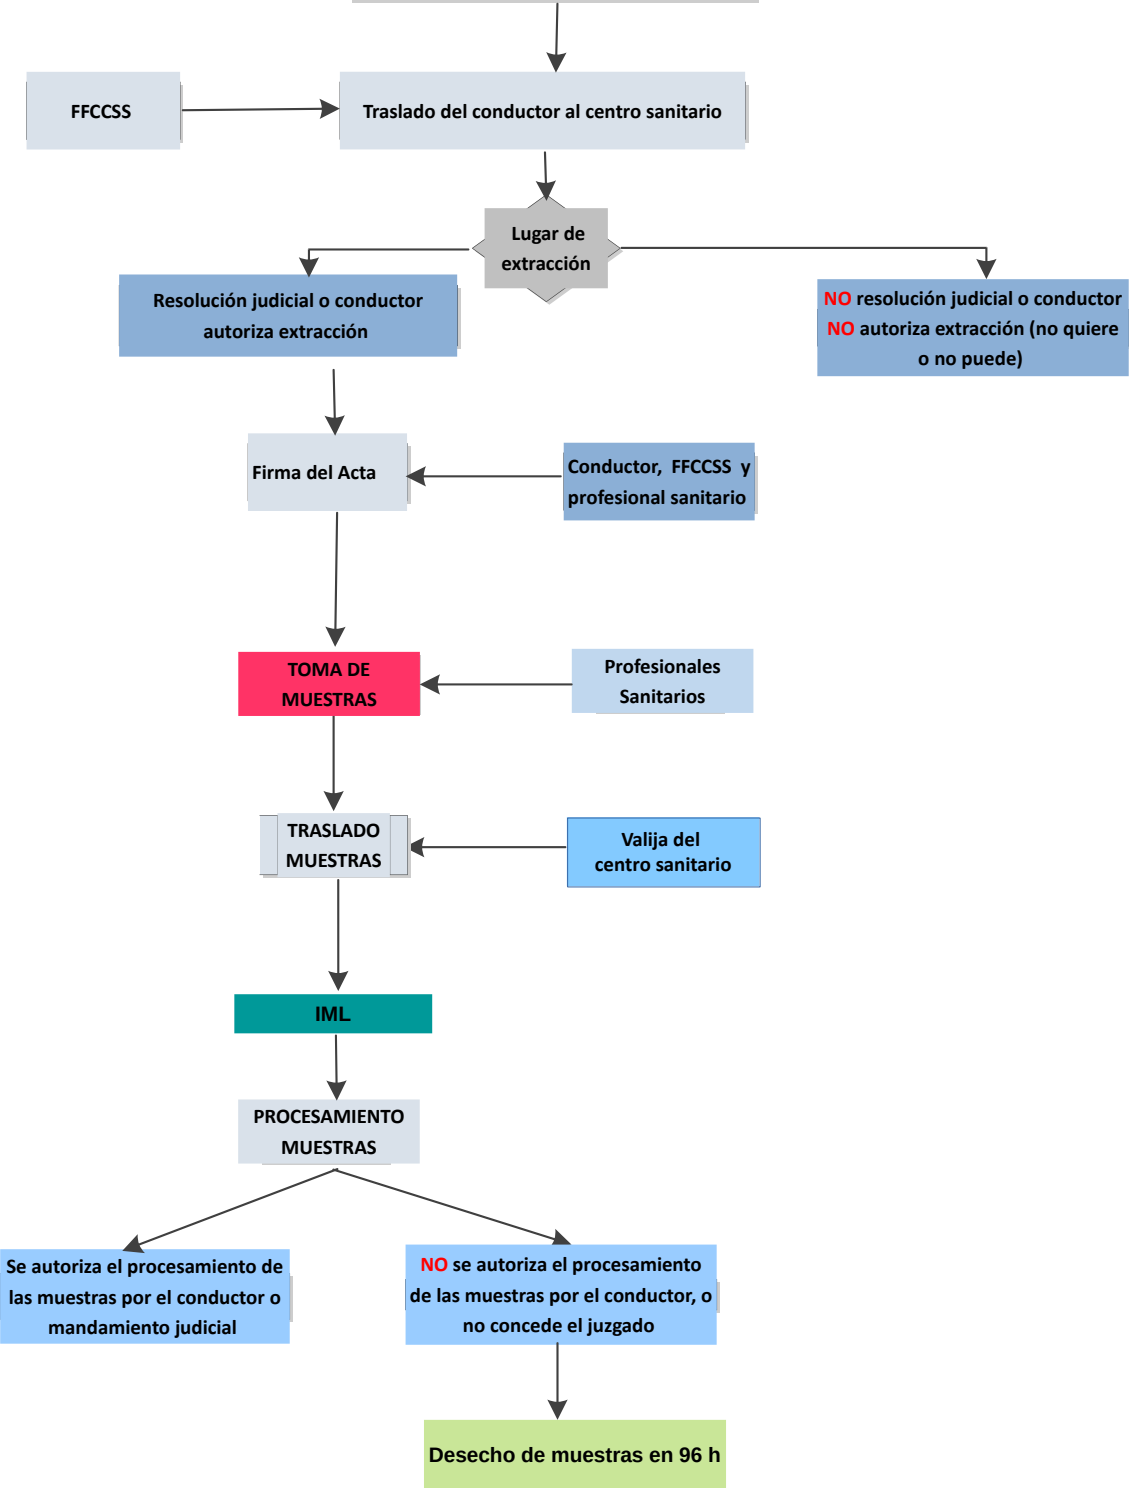 FFCCSS
Traslado del conductor al centro sanitario
Lugar de
extracción
Resolución judicial o conductor
autoriza extracción
NO resolución judicial o conductor
NO autoriza extracción (no quiere
o no puede)
Firma del Acta
Conductor, FFCCSS y
profesional sanitario
TOMA DE
MUESTRAS
Profesionales
Sanitarios
TRASLADO
MUESTRAS
Valija del
centro sanitario
IML
PROCESAMIENTO
MUESTRAS
Se autoriza el procesamiento de
las muestras por el conductor o
mandamiento judicial
NO se autoriza el procesamiento
de las muestras por el conductor, o
no concede el juzgado
Desecho de muestras en 96 h